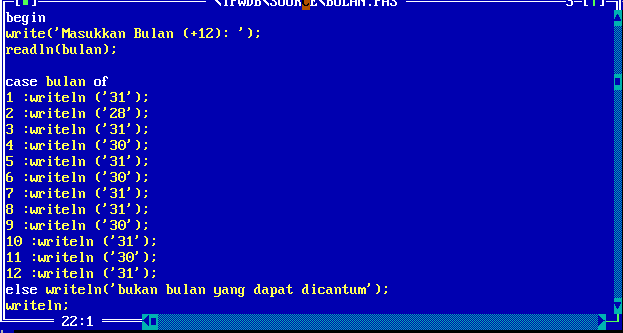 \TPWDB\SOURCE\BULAN.PAS 3
begin
write('Masukkan Bulan (+12): ');
readln(bulan);
case bulan of
1 :writeln ('31');
2 :writeln ('28');
3 :writeln ('31');
4 :writeln ('30');
5 :writeln ('31');
6 :writeln ('30');
7 :writeln ('31');
8 :writeln ('31');
9 :writeln ('30');
10 :writeln ('31');
11 :writeln ('30');
12 :writeln ('31');
else writeln('bukan bulan yang dapat dicantum');
writeln;
22:1